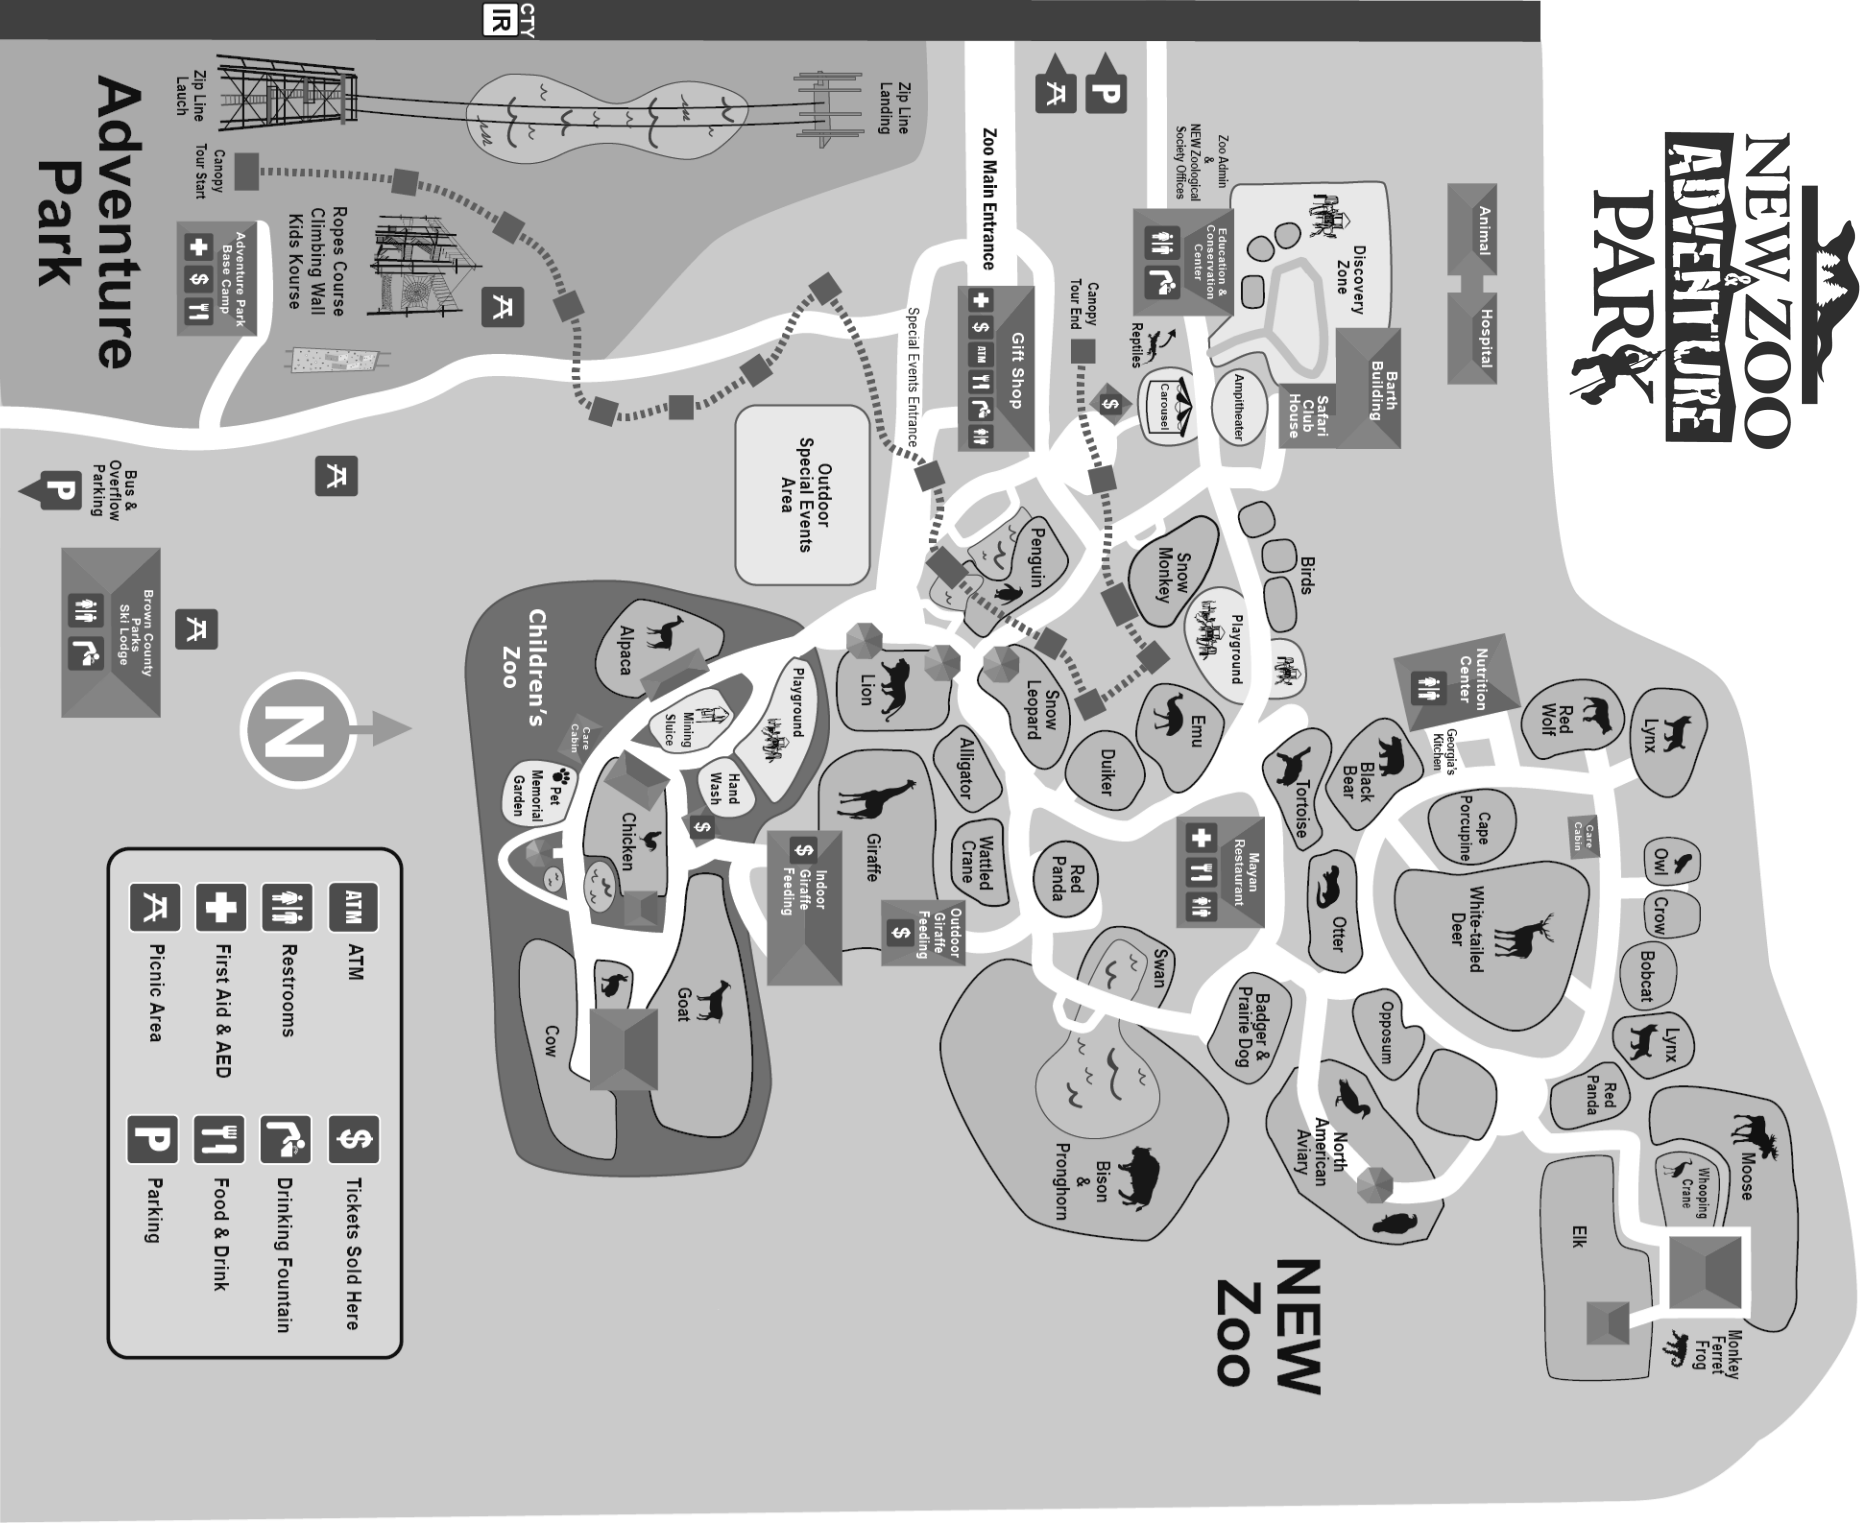 NEW ZOO
&
ADVENTURE
PARK
CTY
IR
Animal
Hospital
Zip Line
Landing
Zip Line
Lauch
Canopy
Tour Start
Adventure
Park
Adventure Park
Base Camp
Ropes Course
Climbing Wall
Kids Kourse
Zoo Main Entrance
P
Zoo Admin
&
NEW Zoological
Society Offices
Education &
Conservation
Center
Discovery
Zone
Barth
Building
Safari
Club
House
Ampitheater
Carousel
Reptiles
Canopy
Tour End
$
Gift Shop
$
ATM
Special Events Entrance
Outdoor
Special Events
Area
Bus &
Overflow
Parking
P
Brown County
Parks
Ski Lodge
N
Penguin
Snow
Monkey
Playground
Birds
Snow
Leopard
Emu
Duiker
Lion
Alligator
Giraffe
Wattled
Crane
Red
Panda
Mayan
Restaurant
Tortoise
Black
Bear
Otter
Nutrition
Center
Georgia's
Kitchen
Red
Wolf
Lynx
Cape
Porcupine
Care
Cabin
White-tailed
Deer
Owl
Crow
Bobcat
Lynx
Red
Panda
Moose
Whooping
Crane
Elk
Monkey
Ferret
Frog
Opposum
Badger &
Prairie Dog
North
American
Aviary
Swan
Bison
&
Pronghorn
NEW
Zoo
Outdoor
Giraffe
Feeding
$
Indoor
Giraffe
Feeding
$
Children's
Zoo
Alpaca
Playground
Mining
Sluice
Hand
Wash
$
Care
Cabin
Pet
Memorial
Garden
Chicken
Goat
Cow
ATM
ATM
Restrooms
First Aid & AED
Picnic Area
$
Tickets Sold Here
Drinking Fountain
Food & Drink
P
Parking